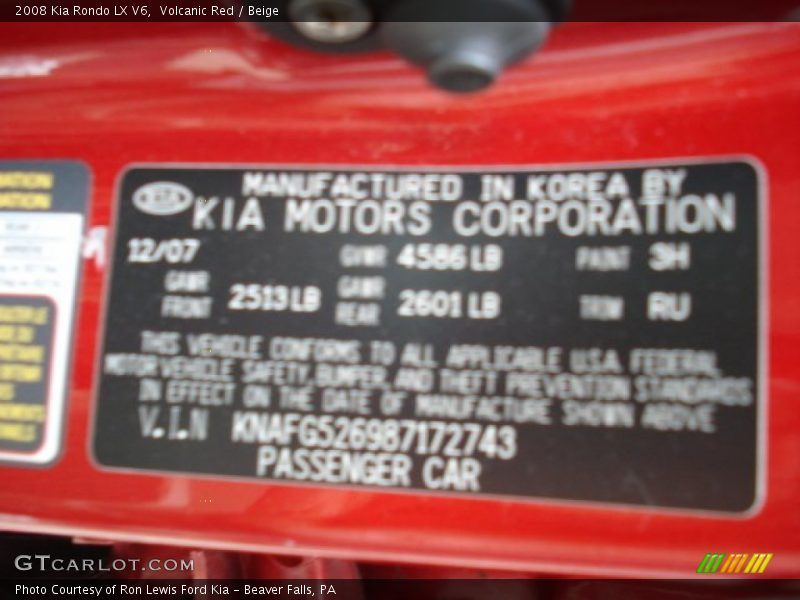 2008 Kia Rondo LX V6,  Volcanic Red / Beige
MANUFACTURED IN KOREA BY
KIA KIA MOTORS CORPORATION
12/07 GVWR 4586 LB PAINT 3H
GAWR FRONT 2513 LB GAWR REAR 2601 LB TRIM RU
THIS VEHICLE CONFORMS TO ALL APPLICABLE U.S.A. FEDERAL
MOTOR VEHICLE SAFETY, BUMPER, AND THEFT PREVENTION STANDARDS
IN EFFECT ON THE DATE OF MANUFACTURE SHOWN ABOVE
V.I.N KNAFG526987172743
PASSENGER CAR
GTCARLOT.COM
Photo Courtesy of Ron Lewis Ford Kia - Beaver Falls, PA